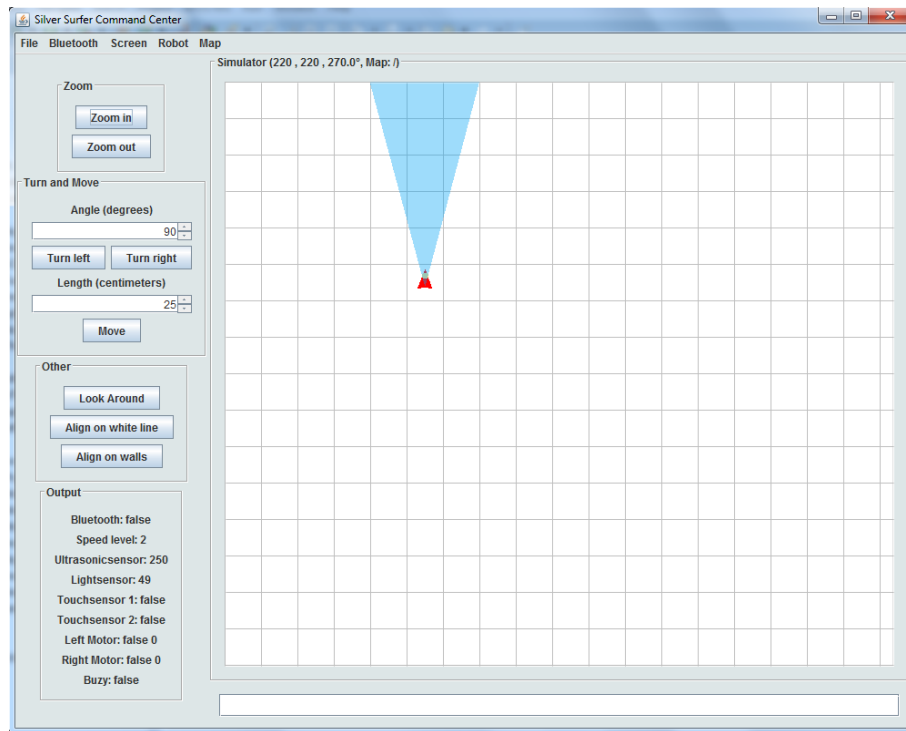 Silver Surfer Command Center
File Bluetooth Screen Robot Map
Simulator (220 , 220 , 270.0°, Map: /)
Zoom
Zoom in
Zoom out
Turn and Move
Angle (degrees)
90
Turn left Turn right
Length (centimeters)
25
Move
Other
Look Around
Align on white line
Align on walls
Output
Bluetooth: false
Speed level: 2
Ultrasonicsensor: 250
Lightsensor: 49
Touchsensor 1: false
Touchsensor 2: false
Left Motor: false 0
Right Motor: false 0
Buzy: false